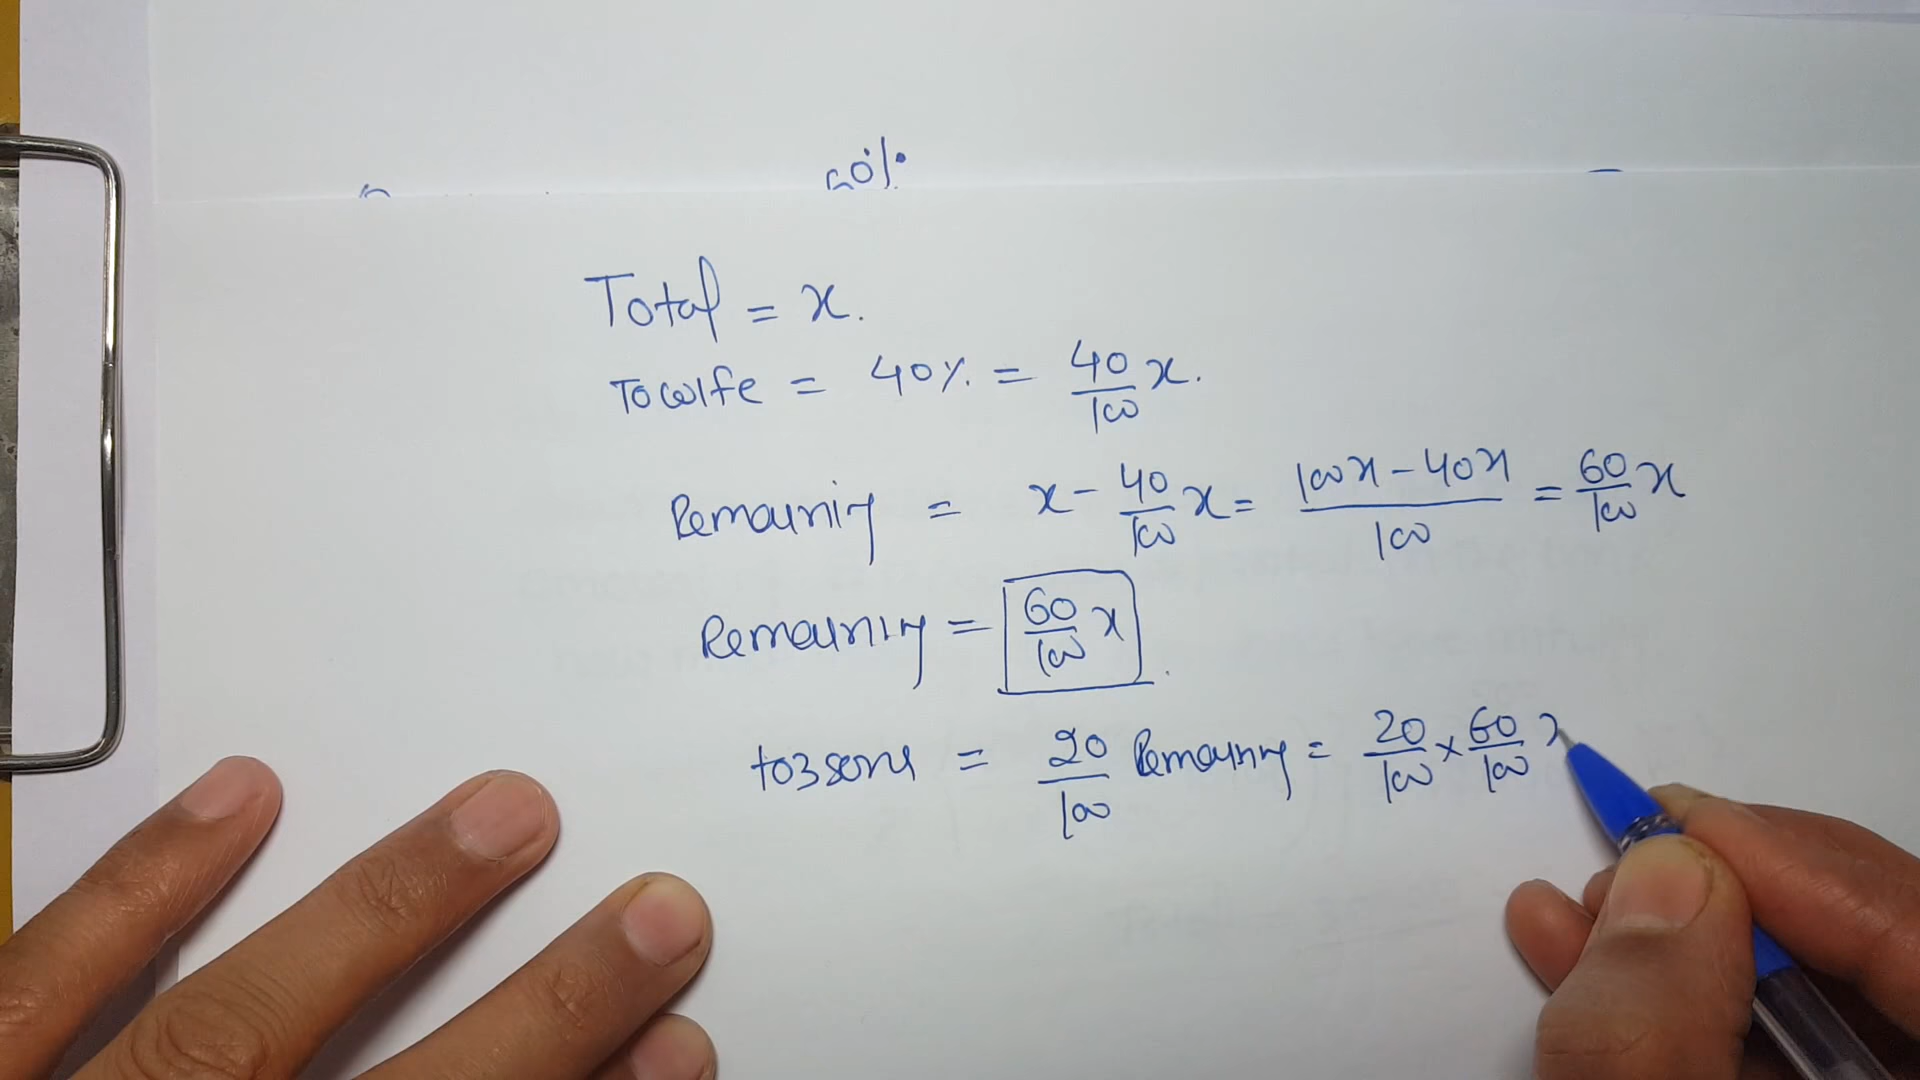 20%
Total = x.
To wife = 40% = 40/100 x.
Remaining = x - 40/100 x = 100x - 40x / 100 = 60/100 x
Remaining = 60/100 x
to 3 sons = 20/100 Remaining = 20/100 × 60/100 x